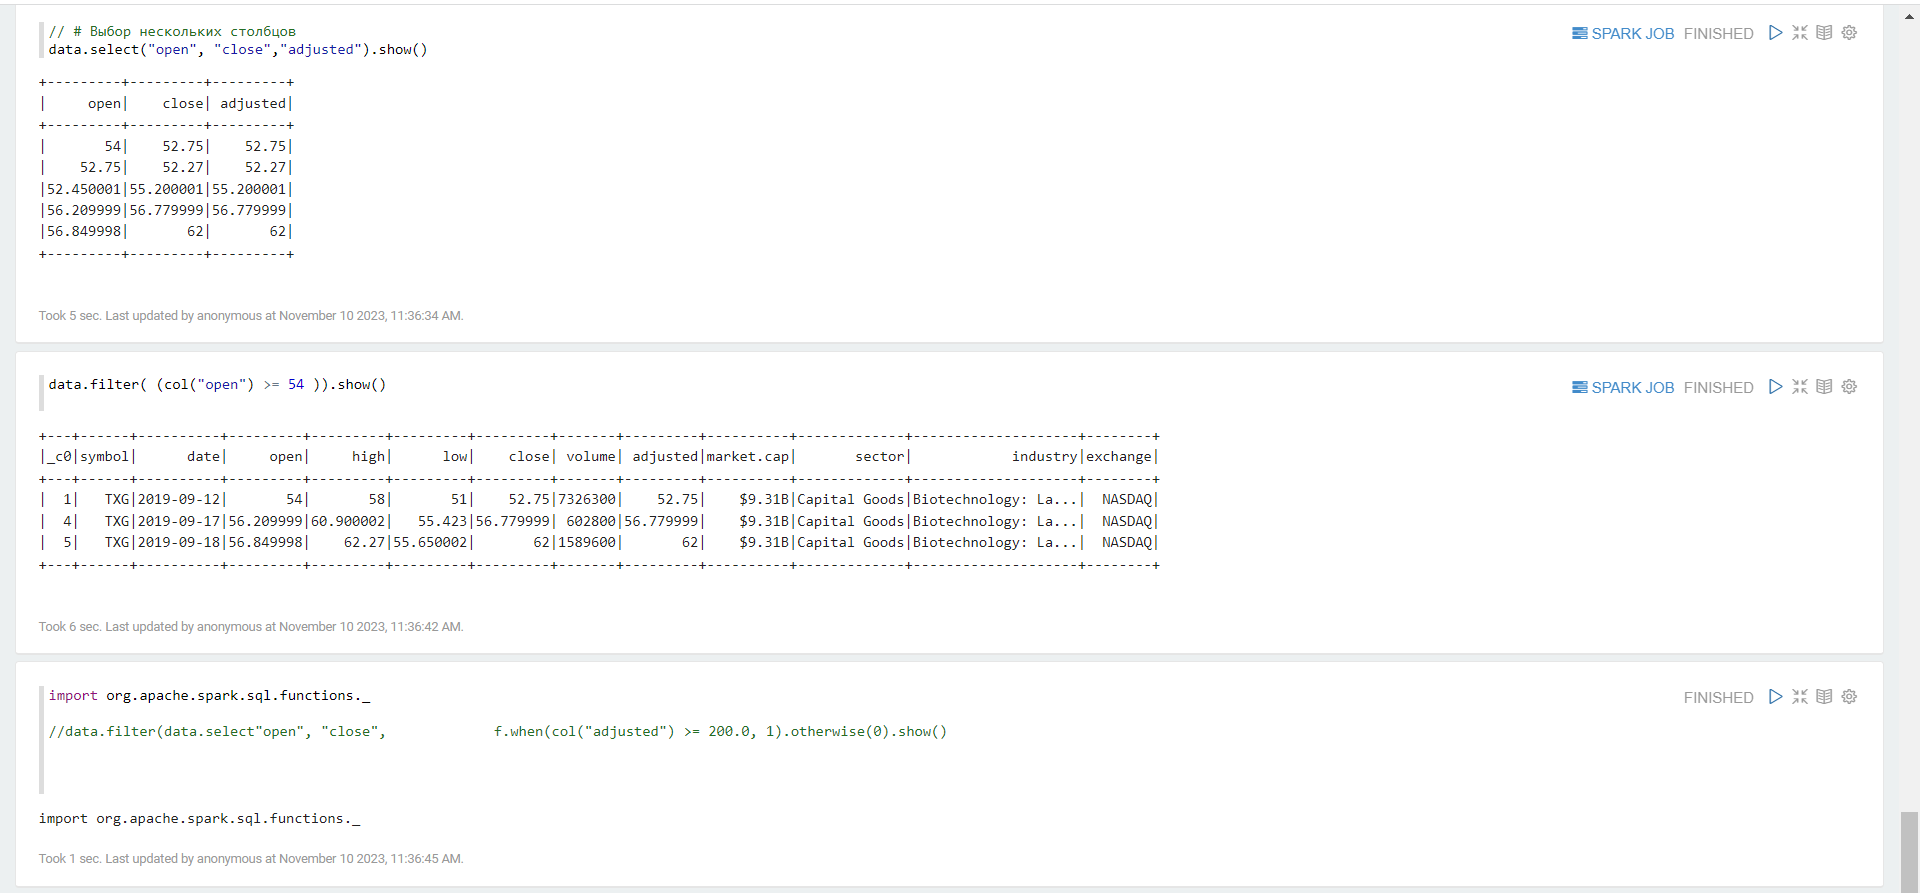 // # Выбор нескольких столбцов
data.select("open", "close","adjusted").show()
SPARK JOB FINISHED
+---------+---------+---------+
|     open|    close| adjusted|
+---------+---------+---------+
|       54|    52.75|    52.75|
|    52.75|    52.27|    52.27|
|52.450001|55.200001|55.200001|
|56.209999|56.779999|56.779999|
|56.849998|       62|       62|
+---------+---------+---------+
Took 5 sec. Last updated by anonymous at November 10 2023, 11:36:34 AM.
data.filter( (col("open") >= 54 )).show()
SPARK JOB FINISHED
+---+------+----------+---------+---------+---------+---------+-------+---------+----------+-------------+--------------------+--------+
|_c0|symbol|      date|     open|     high|      low|    close| volume| adjusted|market.cap|       sector|            industry|exchange|
+---+------+----------+---------+---------+---------+---------+-------+---------+----------+-------------+--------------------+--------+
|  1|   TXG|2019-09-12|       54|       58|       51|    52.75|7326300|    52.75|    $9.31B|Capital Goods|Biotechnology: La...|  NASDAQ|
|  4|   TXG|2019-09-17|56.209999|60.900002|   55.423|56.779999| 602800|56.779999|    $9.31B|Capital Goods|Biotechnology: La...|  NASDAQ|
|  5|   TXG|2019-09-18|56.849998|    62.27|55.650002|       62|1589600|       62|    $9.31B|Capital Goods|Biotechnology: La...|  NASDAQ|
+---+------+----------+---------+---------+---------+---------+-------+---------+----------+-------------+--------------------+--------+
Took 6 sec. Last updated by anonymous at November 10 2023, 11:36:42 AM.
import org.apache.spark.sql.functions._
FINISHED
//data.filter(data.select"open", "close",             f.when(col("adjusted") >= 200.0, 1).otherwise(0).show()
import org.apache.spark.sql.functions._
Took 1 sec. Last updated by anonymous at November 10 2023, 11:36:45 AM.